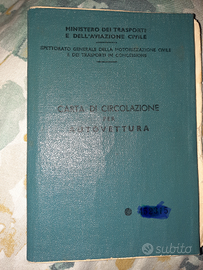 MINISTERO DEI TRASPORTI
E DELL'AVIAZIONE CIVILE
ISPETTORATO GENERALE DELLA MOTORIZZAZIONE CIVILE
E DEI TRASPORTI IN CONCESSIONE
CARTA DI CIRCOLAZIONE
PER
AUTOVETTURA
subito